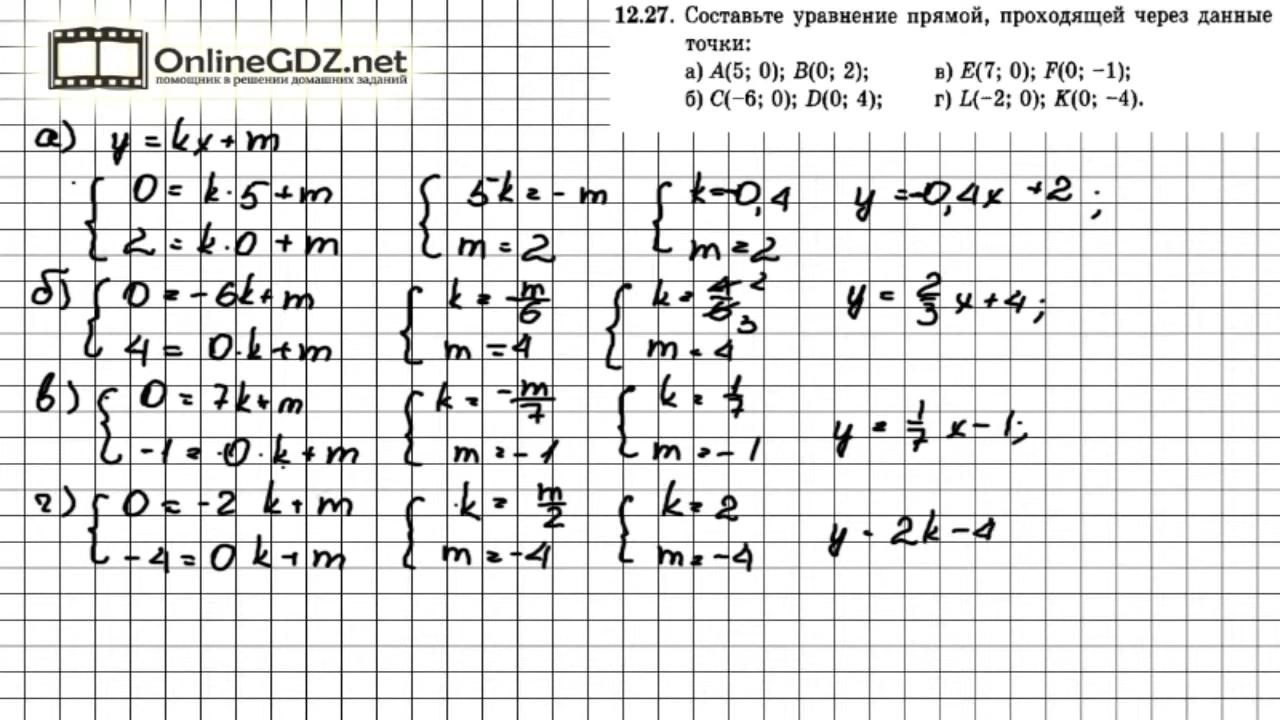 OnlineGDZ.net
помощник в решении домашних заданий
12.27. Составьте уравнение прямой, проходящей через данные
точки:
а) A(5; 0); B(0; 2); в) E(7; 0); F(0; −1);
б) C(−6; 0); D(0; 4); г) L(−2; 0); K(0; −4).
а) y = kx + m
0 = k·5 + m 5k = − m k = −0,4 y = −0,4x + 2 ;
2 = k·0 + m m = 2 m = 2
б) 0 = −6k + m k = m/6 k = 4/6 2 3 y = 2/3 x + 4 ;
4 = 0·k + m m = 4 m = 4
в) 0 = 7k + m k = −m/7 k = 1/7 y = 1/7 x − 1 ;
−1 = 0·k + m m = −1 m = −1
г) 0 = −2 k + m k = m/2 k = 2 y = 2k − 4
−4 = 0 k + m m = −4 m = −4